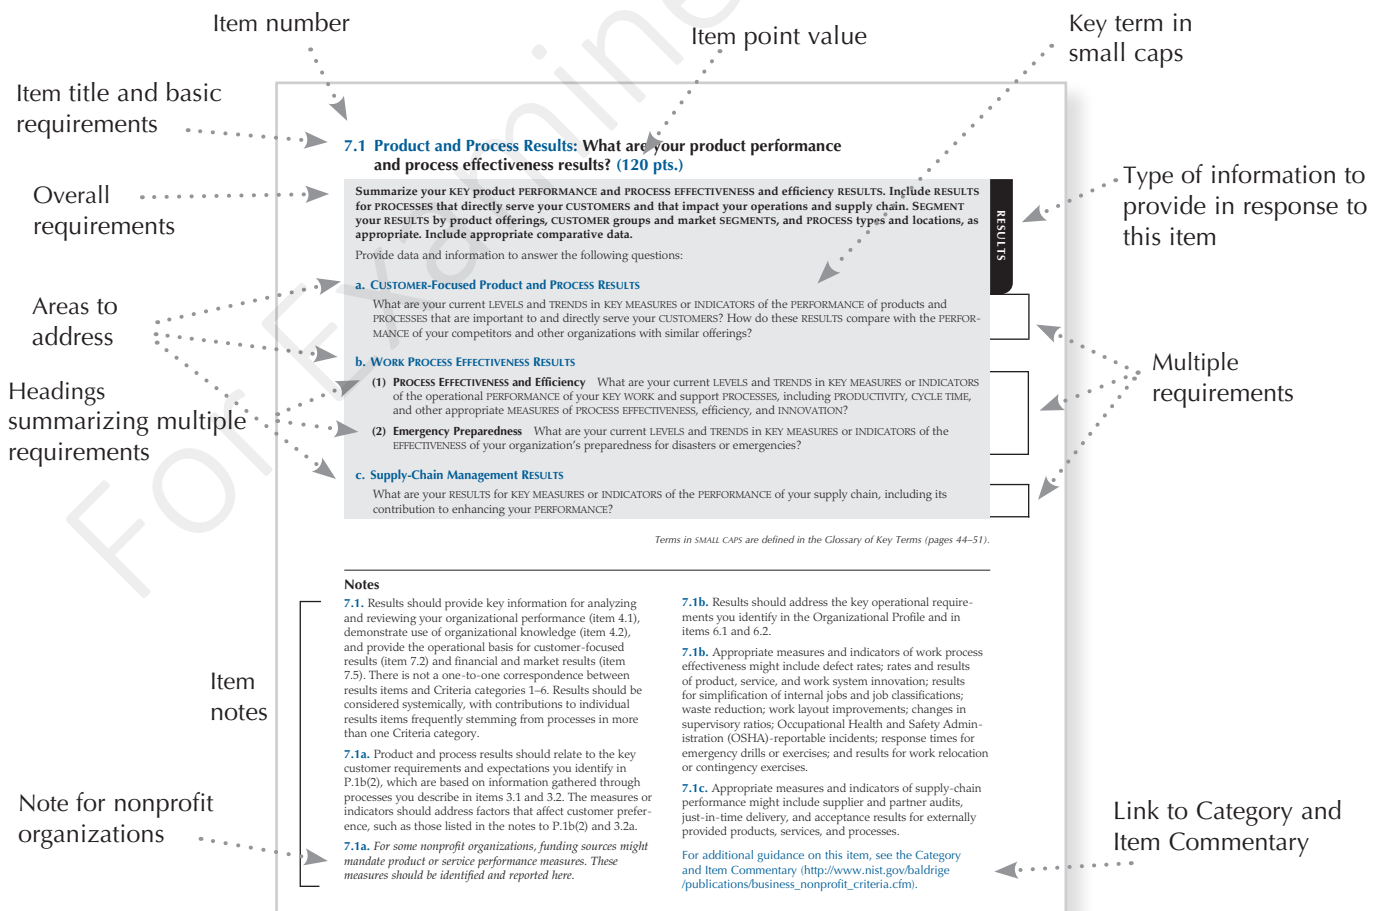 Item number
Item point value
Key term in
small caps
Item title and basic
requirements
Overall
requirements
Areas to
address
Headings
summarizing multiple
requirements
Item
notes
Note for nonprofit
organizations
7.1 Product and Process Results: What are your product performance
and process effectiveness results? (120 pts.)
Summarize your KEY product PERFORMANCE and PROCESS EFFECTIVENESS and efficiency RESULTS. Include RESULTS
for PROCESSES that directly serve your CUSTOMERS and that impact your operations and supply chain. SEGMENT
your RESULTS by product offerings, CUSTOMER groups and market SEGMENTS, and PROCESS types and locations, as
appropriate. Include appropriate comparative data.
Provide data and information to answer the following questions:
a. CUSTOMER-Focused Product and PROCESS RESULTS
What are your current LEVELS and TRENDS in KEY MEASURES or INDICATORS of the PERFORMANCE of products and
PROCESSES that are important to and directly serve your CUSTOMERS? How do these RESULTS compare with the PERFOR-
MANCE of your competitors and other organizations with similar offerings?
b. WORK PROCESS EFFECTIVENESS RESULTS
(1) PROCESS EFFECTIVENESS and Efficiency What are your current LEVELS and TRENDS in KEY MEASURES or INDICATORS
of the operational PERFORMANCE of your KEY WORK and support PROCESSES, including PRODUCTIVITY, CYCLE TIME,
and other appropriate MEASURES of PROCESS EFFECTIVENESS, efficiency, and INNOVATION?
(2) Emergency Preparedness What are your current LEVELS and TRENDS in KEY MEASURES or INDICATORS of the
EFFECTIVENESS of your organization's preparedness for disasters or emergencies?
c. Supply-Chain Management RESULTS
What are your RESULTS for KEY MEASURES or INDICATORS of the PERFORMANCE of your supply chain, including its
contribution to enhancing your PERFORMANCE?
RESULTS
Terms in SMALL CAPS are defined in the Glossary of Key Terms (pages 44–51).
Notes
7.1. Results should provide key information for analyzing
and reviewing your organizational performance (item 4.1),
demonstrate use of organizational knowledge (item 4.2),
and provide the operational basis for customer-focused
results (item 7.2) and financial and market results (item
7.5). There is not a one-to-one correspondence between
results items and Criteria categories 1–6. Results should be
considered systemically, with contributions to individual
results items frequently stemming from processes in more
than one Criteria category.
7.1a. Product and process results should relate to the key
customer requirements and expectations you identify in
P.1b(2), which are based on information gathered through
processes you describe in items 3.1 and 3.2. The measures or
indicators should address factors that affect customer prefer-
ence, such as those listed in the notes to P.1b(2) and 3.2a.
7.1a. For some nonprofit organizations, funding sources might
mandate product or service performance measures. These
measures should be identified and reported here.
7.1b. Results should address the key operational require-
ments you identify in the Organizational Profile and in
items 6.1 and 6.2.
7.1b. Appropriate measures and indicators of work process
effectiveness might include defect rates; rates and results
of product, service, and work system innovation; results
for simplification of internal jobs and job classifications;
waste reduction; work layout improvements; changes in
supervisory ratios; Occupational Health and Safety Admin-
istration (OSHA)-reportable incidents; response times for
emergency drills or exercises; and results for work relocation
or contingency exercises.
7.1c. Appropriate measures and indicators of supply-chain
performance might include supplier and partner audits,
just-in-time delivery, and acceptance results for externally
provided products, services, and processes.
For additional guidance on this item, see the Category
and Item Commentary (http://www.nist.gov/baldrige
/publications/business_nonprofit_criteria.cfm).
Type of information to
provide in response to
this item
Multiple
requirements
Link to Category and
Item Commentary
For Examine